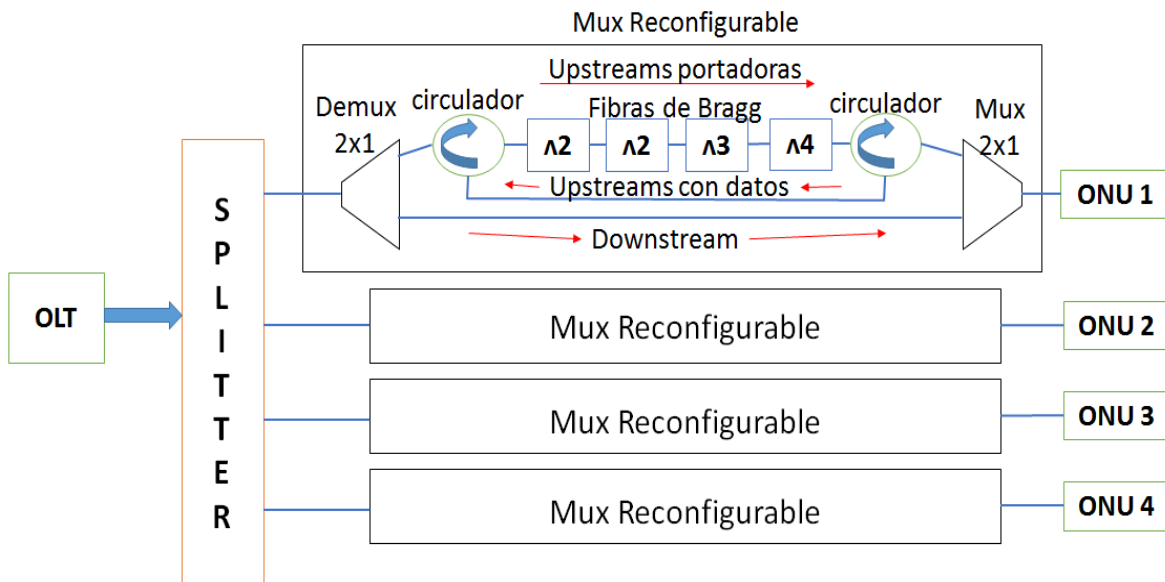 Mux Reconfigurable
Upstreams portadoras
Demux
2x1
circulador
Fibras de Bragg
circulador
Mux
2x1
ʌ2
ʌ2
ʌ3
ʌ4
Upstreams con datos
Downstream
ONU 1
S
P
L
I
T
T
E
R
OLT
Mux Reconfigurable
ONU 2
Mux Reconfigurable
ONU 3
Mux Reconfigurable
ONU 4